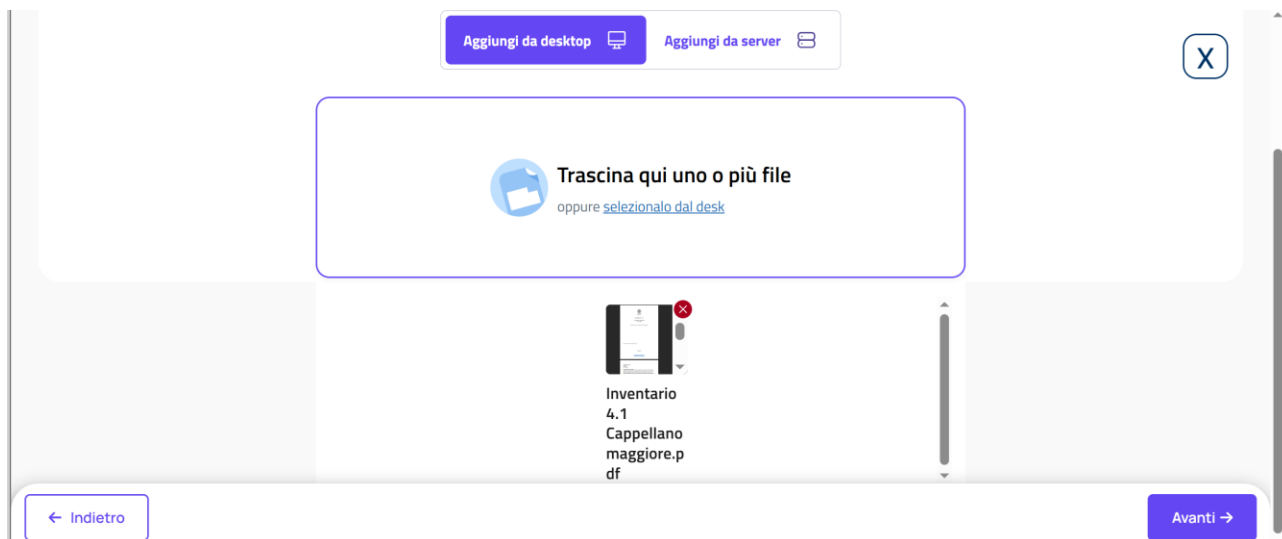 Aggiungi da desktop
Aggiungi da server
X
Trascina qui uno o più file
oppure selezionalo dal desk
Inventario
4.1
Cappellano
maggiore.p
df
← Indietro
Avanti →